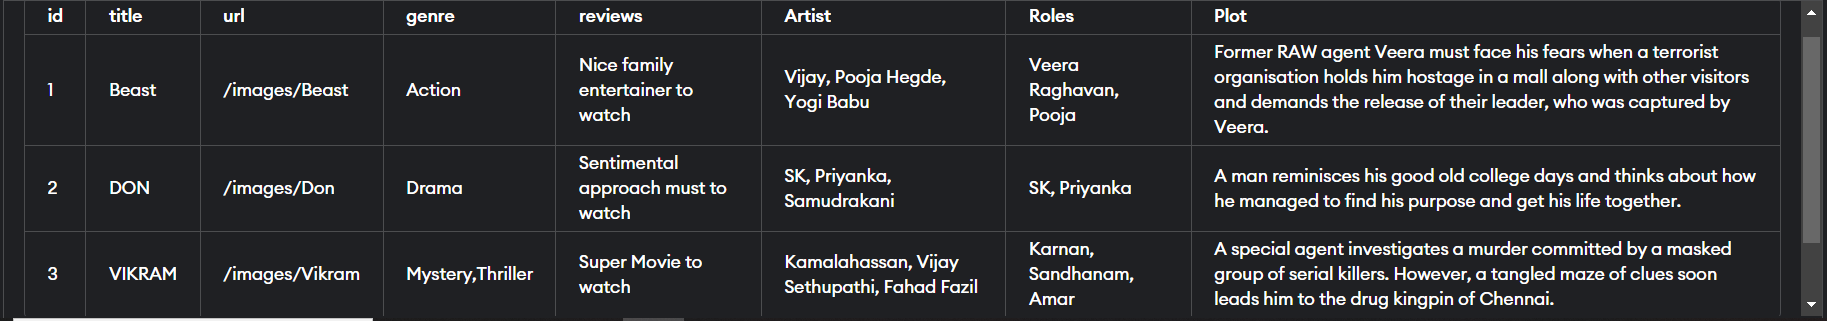 id title url genre reviews Artist Roles Plot
1
Beast
/images/Beast
Action
Nice family
entertainer to
watch
Vijay, Pooja Hegde,
Yogi Babu
Veera
Raghavan,
Pooja
Former RAW agent Veera must face his fears when a terrorist
organisation holds him hostage in a mall along with other visitors
and demands the release of their leader, who was captured by
Veera.
2
DON
/images/Don
Drama
Sentimental
approach must to
watch
SK, Priyanka,
Samudrakani
SK, Priyanka
A man reminisces his good old college days and thinks about how
he managed to find his purpose and get his life together.
3
VIKRAM
/images/Vikram
Mystery,Thriller
Super Movie to
watch
Kamalahassan, Vijay
Sethupathi, Fahad Fazil
Karnan,
Sandhanam,
Amar
A special agent investigates a murder committed by a masked
group of serial killers. However, a tangled maze of clues soon
leads him to the drug kingpin of Chennai.